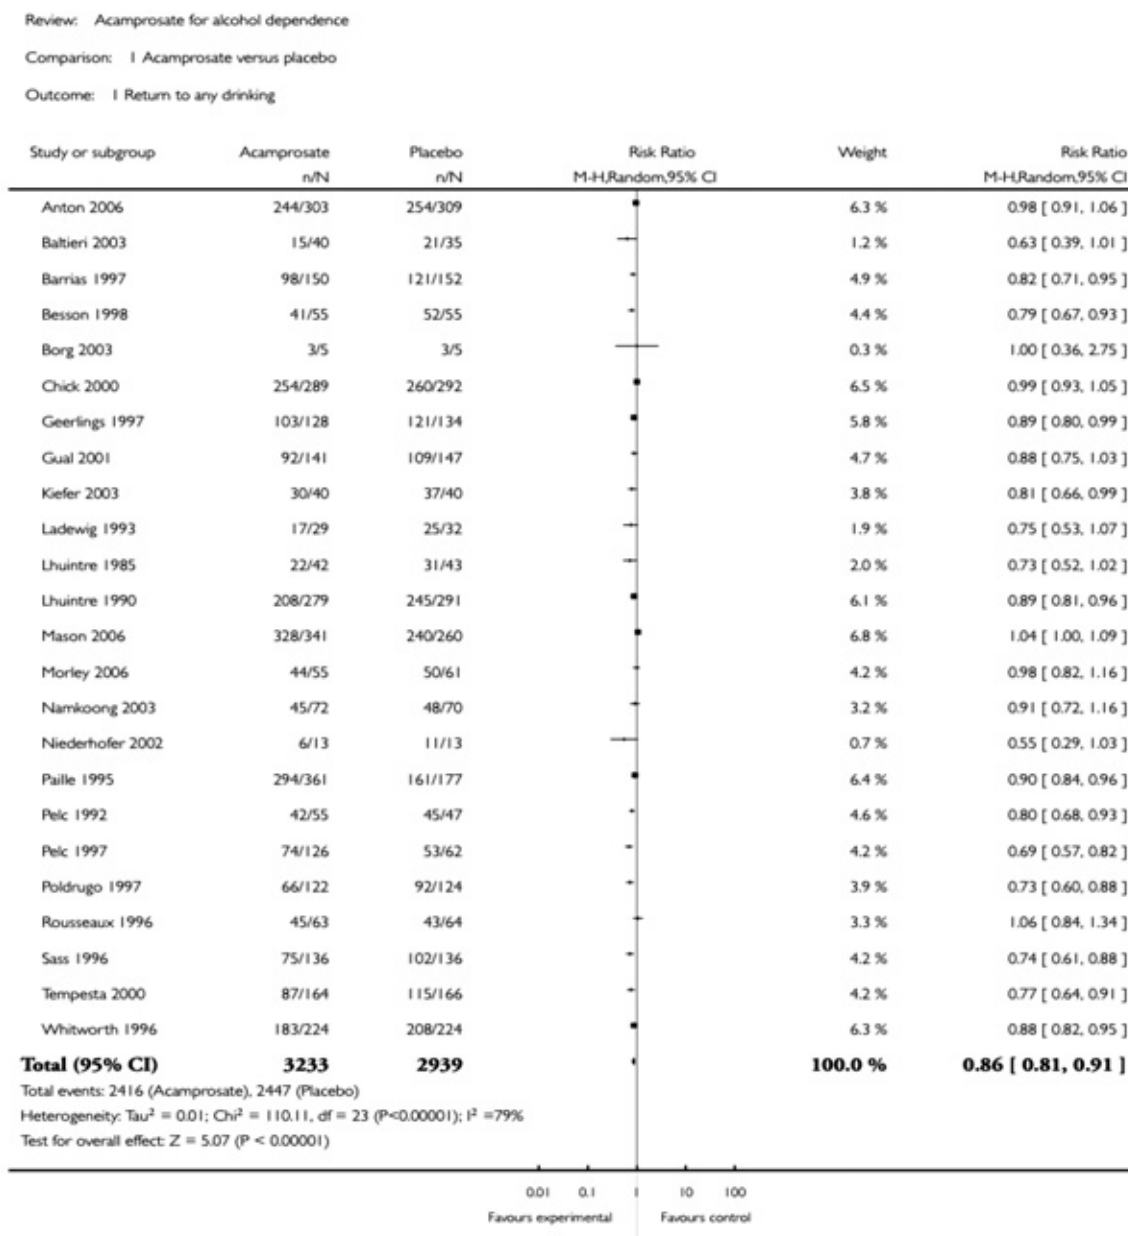 Review: Acamprosate for alcohol dependence
Comparison: 1 Acamprosate versus placebo
Outcome: 1 Return to any drinking
Study or subgroup Acamprosate Placebo Risk Ratio Weight Risk Ratio
n/N n/N M-H,Random,95% CI M-H,Random,95% CI
Anton 2006 244/303 254/309 6.3 % 0.98 [ 0.91, 1.06 ]
Baltieri 2003 15/40 21/35 1.2 % 0.63 [ 0.39, 1.01 ]
Barrias 1997 98/150 121/152 4.9 % 0.82 [ 0.71, 0.95 ]
Besson 1998 41/55 52/55 4.4 % 0.79 [ 0.67, 0.93 ]
Borg 2003 3/5 3/5 0.3 % 1.00 [ 0.36, 2.75 ]
Chick 2000 254/289 260/292 6.5 % 0.99 [ 0.93, 1.05 ]
Geerlings 1997 103/128 121/134 5.8 % 0.89 [ 0.80, 0.99 ]
Gual 2001 92/141 109/147 4.7 % 0.88 [ 0.75, 1.03 ]
Kiefer 2003 30/40 37/40 3.8 % 0.81 [ 0.66, 0.99 ]
Ladewig 1993 17/29 25/32 1.9 % 0.75 [ 0.53, 1.07 ]
Lhuintre 1985 22/42 31/43 2.0 % 0.73 [ 0.52, 1.02 ]
Lhuintre 1990 208/279 245/291 6.1 % 0.89 [ 0.81, 0.96 ]
Mason 2006 328/341 240/260 6.8 % 1.04 [ 1.00, 1.09 ]
Morley 2006 44/55 50/61 4.2 % 0.98 [ 0.82, 1.16 ]
Namkoong 2003 45/72 48/70 3.2 % 0.91 [ 0.72, 1.16 ]
Niederhofer 2002 6/13 11/13 0.7 % 0.55 [ 0.29, 1.03 ]
Paille 1995 294/361 161/177 6.4 % 0.90 [ 0.84, 0.96 ]
Pelc 1992 42/55 45/47 4.6 % 0.80 [ 0.68, 0.93 ]
Pelc 1997 74/126 53/62 4.2 % 0.69 [ 0.57, 0.82 ]
Poldrugo 1997 66/122 92/124 3.9 % 0.73 [ 0.60, 0.88 ]
Rousseaux 1996 45/63 43/64 3.3 % 1.06 [ 0.84, 1.34 ]
Sass 1996 75/136 102/136 4.2 % 0.74 [ 0.61, 0.88 ]
Tempesta 2000 87/164 115/166 4.2 % 0.77 [ 0.64, 0.91 ]
Whitworth 1996 183/224 208/224 6.3 % 0.88 [ 0.82, 0.95 ]
Total (95% CI) 3233 2939 100.0 % 0.86 [ 0.81, 0.91 ]
Total events: 2416 (Acamprosate), 2447 (Placebo)
Heterogeneity: Tau² = 0.01; Chi² = 110.11, df = 23 (P<0.00001); I² =79%
Test for overall effect: Z = 5.07 (P < 0.00001)
0.01 0.1 1 10 100
Favours experimental Favours control